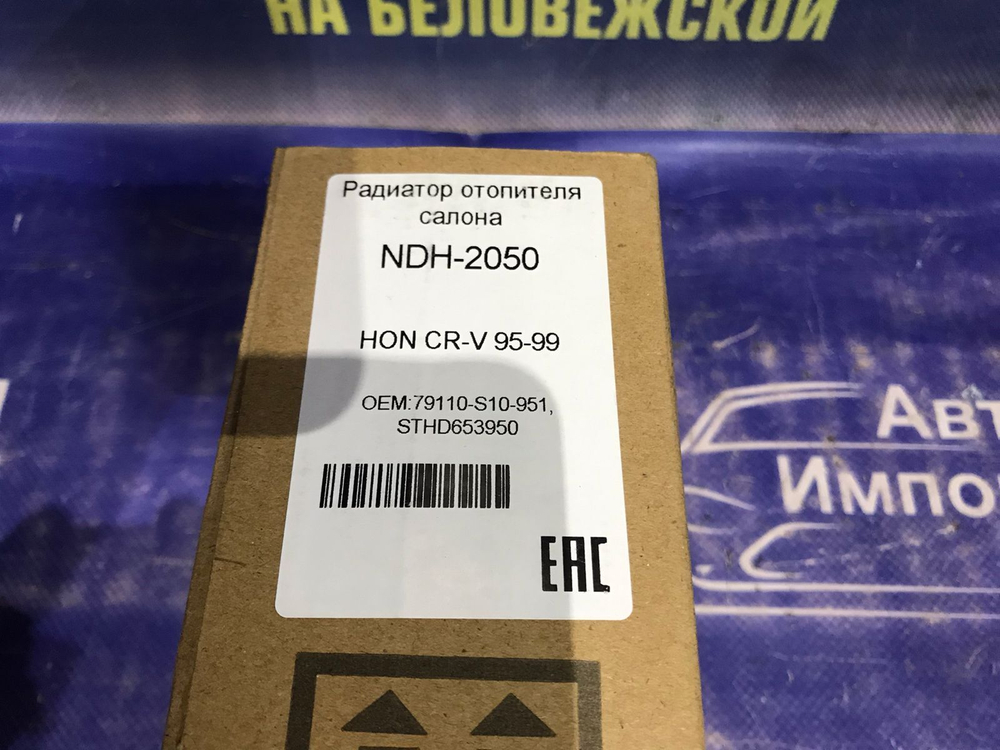 НА БЕЛОВЕЖСКОЙ
Радиатор отопителя
салона
NDH-2050
HON CR-V 95-99
OEM:79110-S10-951,
STHD653950
EAC